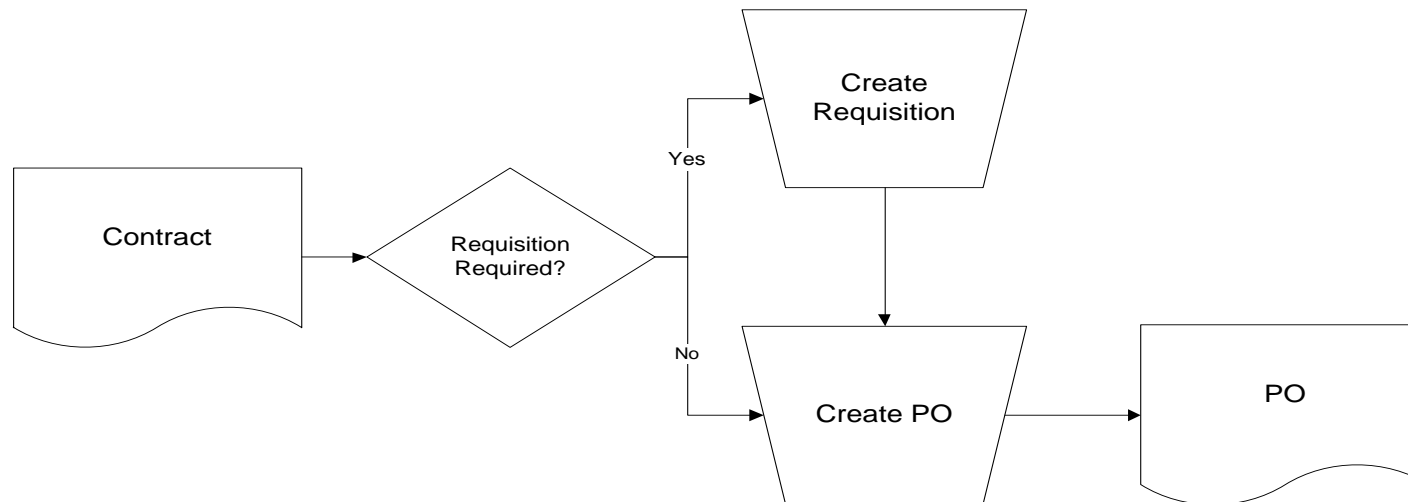 Create
Requisition
Yes
Contract
Requisition
Required?
No
Create PO
PO